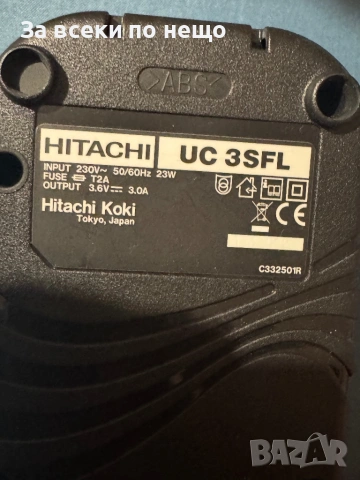 За всеки по нещо
>ABS<
HITACHI UC 3SFL
INPUT 230V~ 50/60Hz 23W
FUSE T2A
OUTPUT 3.6V 3.0A
Hitachi Koki
Tokyo, Japan
CE
C332501R
BAZAR